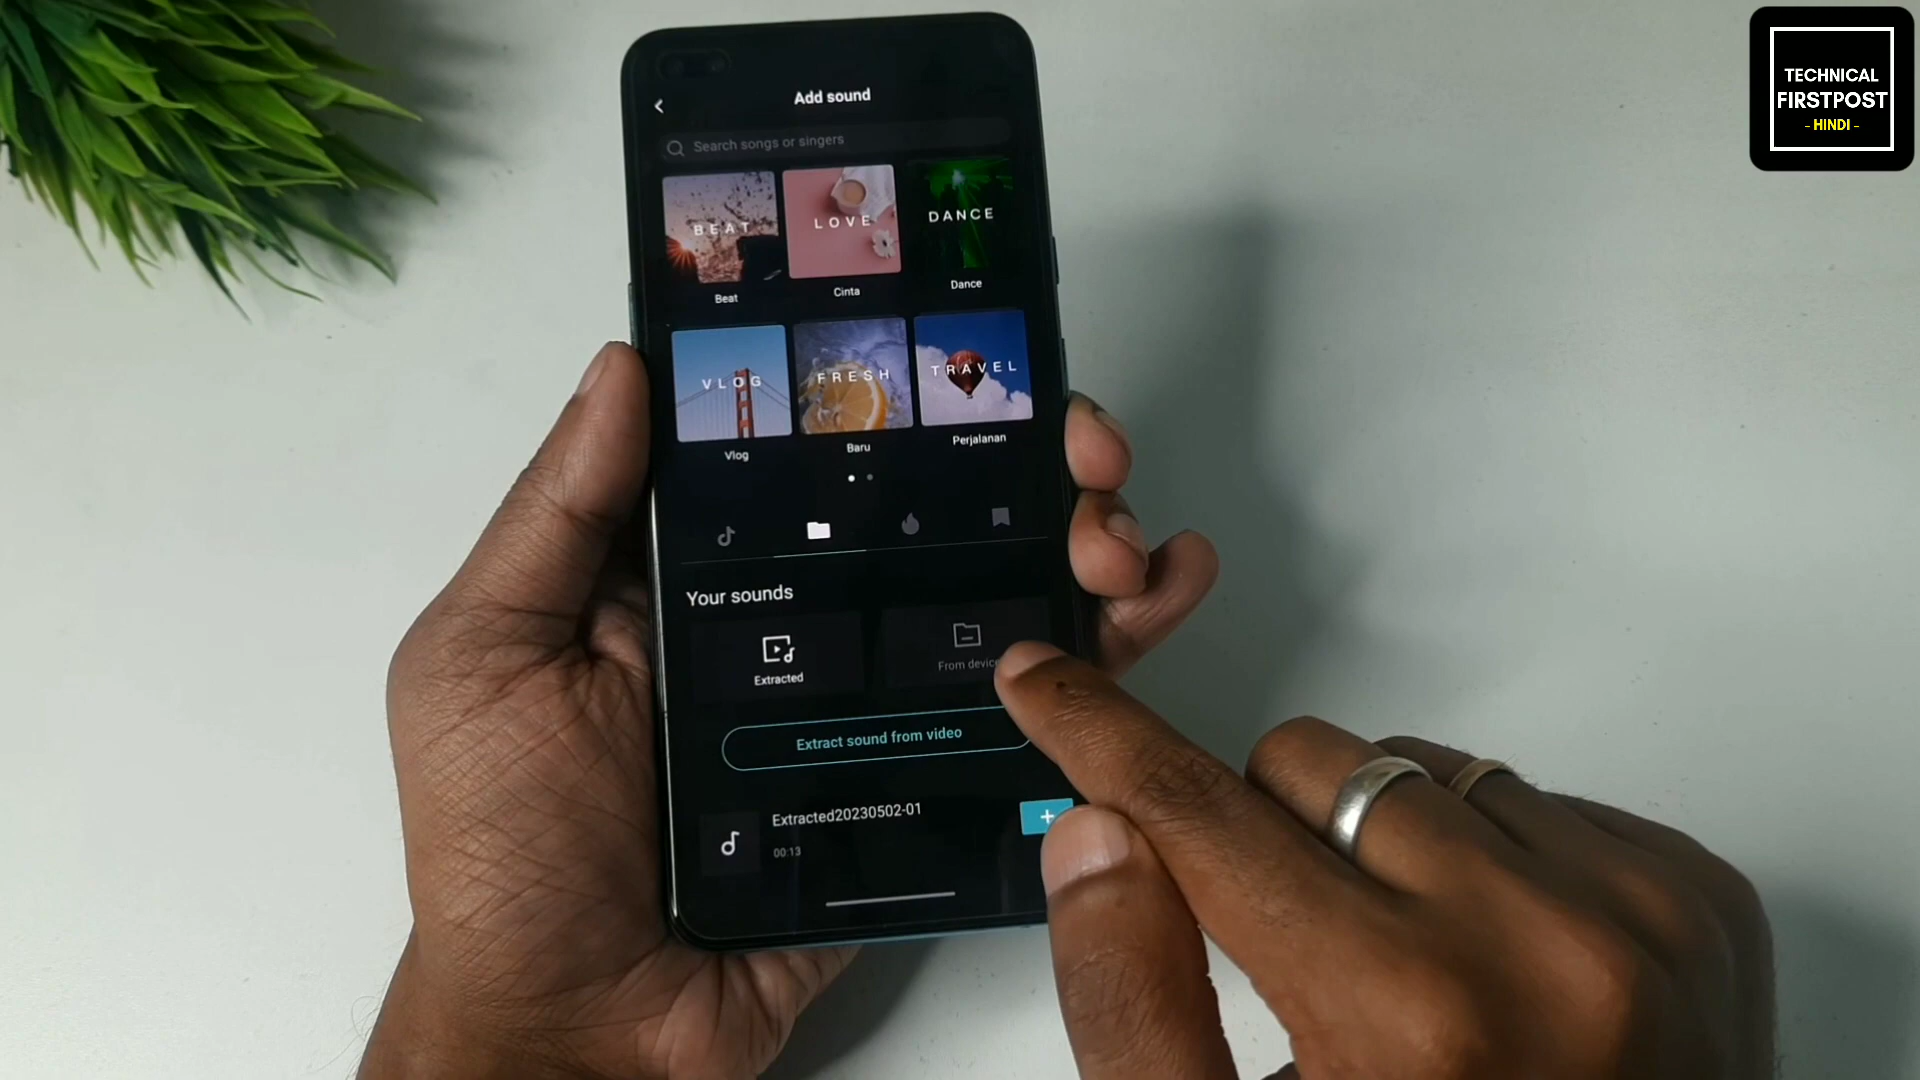 TECHNICAL
FIRSTPOST
- HINDI -
Add sound
Search songs or singers
BEAT
LOVE
DANCE
Beat
Cinta
Dance
VLOG
FRESH
TRAVEL
Vlog
Baru
Perjalanan
Your sounds
Extracted
From device
Extract sound from video
Extracted20230502-01
00:13